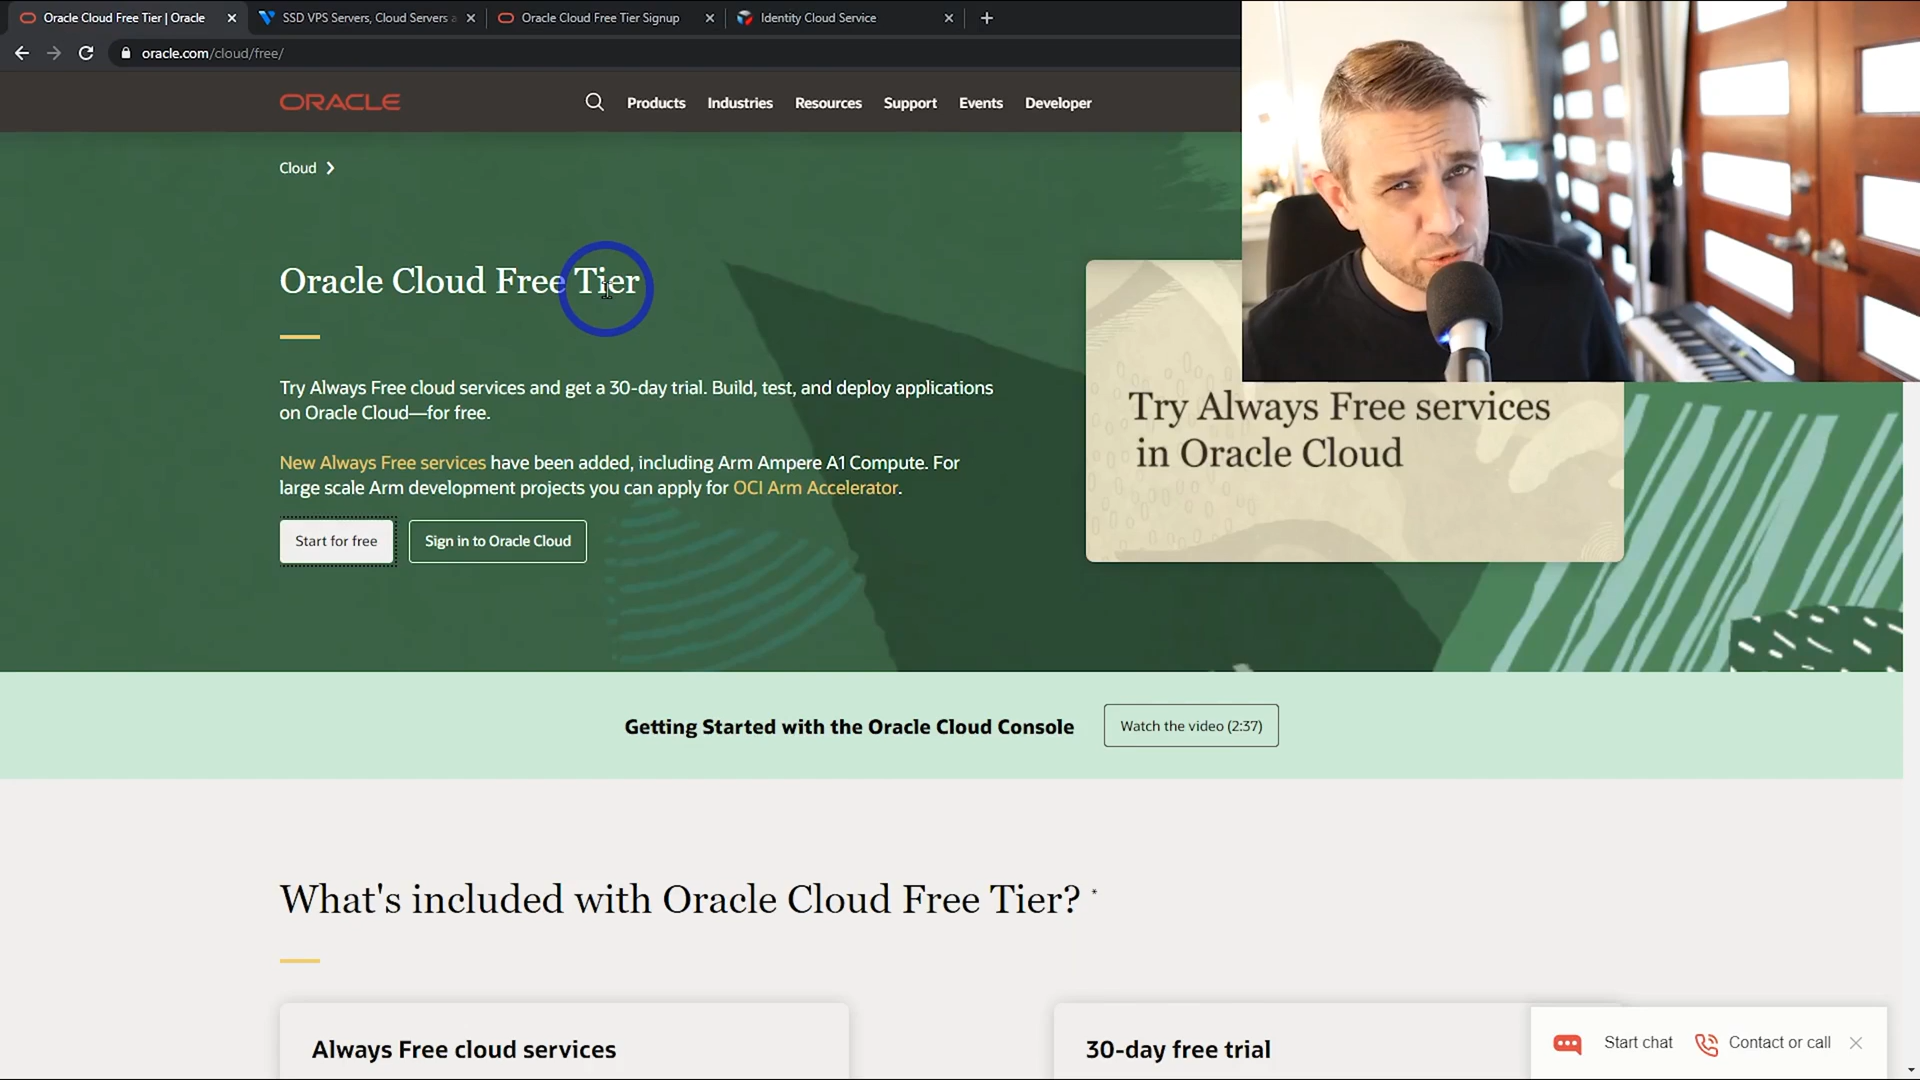 Oracle Cloud Free Tier | Oracle
SSD VPS Servers, Cloud Servers a
Oracle Cloud Free Tier Signup
Identity Cloud Service
oracle.com/cloud/free/
ORACLE
Products
Industries
Resources
Support
Events
Developer
Cloud
Oracle Cloud Free Tier
Try Always Free cloud services and get a 30-day trial. Build, test, and deploy applications
on Oracle Cloud—for free.
New Always Free services have been added, including Arm Ampere A1 Compute. For
large scale Arm development projects you can apply for OCI Arm Accelerator.
Start for free
Sign in to Oracle Cloud
Try Always Free services
in Oracle Cloud
Getting Started with the Oracle Cloud Console
Watch the video (2:37)
What's included with Oracle Cloud Free Tier? *
Always Free cloud services
30-day free trial
Start chat
Contact or call